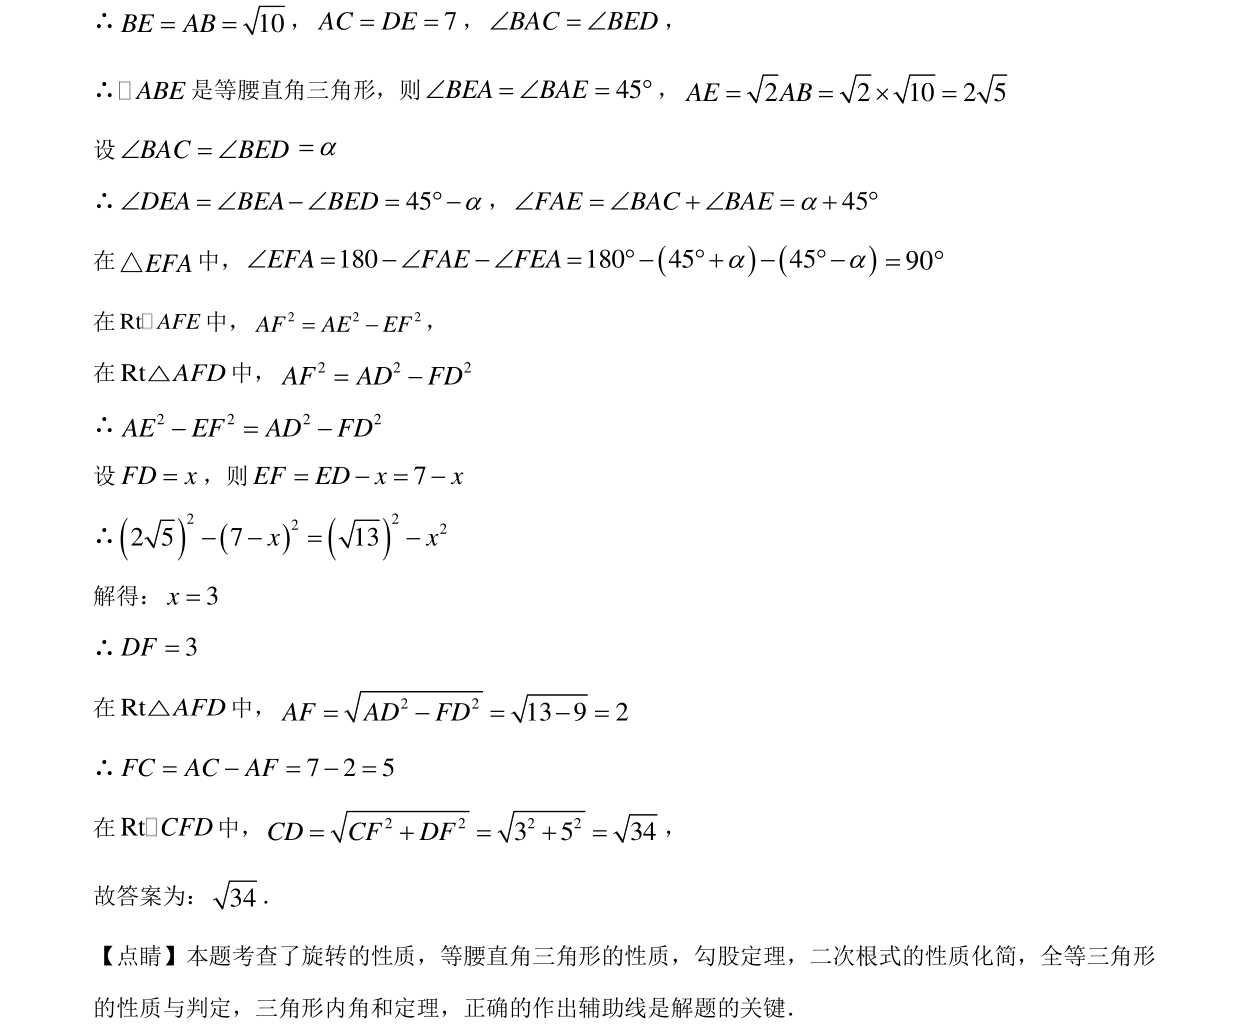 ∴ BE = AB = √10， AC = DE = 7， ∠BAC = ∠BED，
∴□ABE 是等腰直角三角形，则 ∠BEA = ∠BAE = 45°， AE = √2AB = √2 × √10 = 2√5
设 ∠BAC = ∠BED = α
∴ ∠DEA = ∠BEA − ∠BED = 45° − α， ∠FAE = ∠BAC + ∠BAE = α + 45°
在 △EFA 中， ∠EFA = 180 − ∠FAE − ∠FEA = 180° − (45° + α) − (45° − α) = 90°
在 Rt□AFE 中， AF² = AE² − EF²，
在 Rt△AFD 中， AF² = AD² − FD²
∴ AE² − EF² = AD² − FD²
设 FD = x，则 EF = ED − x = 7 − x
∴ (2√5)² − (7 − x)² = (√13)² − x²
解得： x = 3
∴ DF = 3
在 Rt△AFD 中， AF = √(AD² − FD²) = √(13−9) = 2
∴ FC = AC − AF = 7 − 2 = 5
在 Rt□CFD 中， CD = √(CF² + DF²) = √(3² + 5²) = √34，
故答案为： √34．
【点睛】本题考查了旋转的性质，等腰直角三角形的性质，勾股定理，二次根式的性质化简，全等三角形
的性质与判定，三角形内角和定理，正确的作出辅助线是解题的关键．